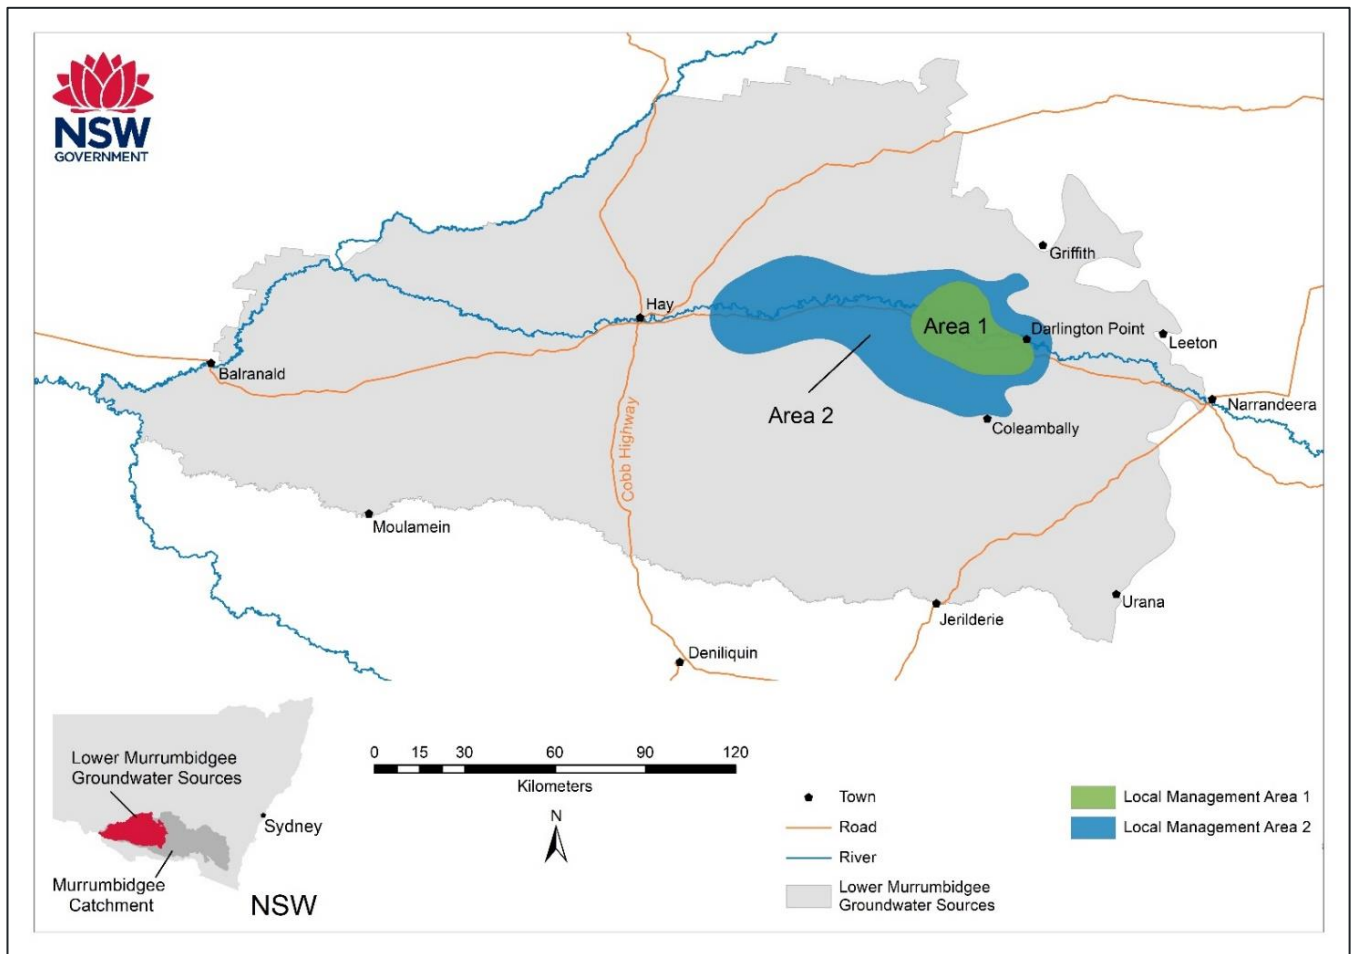 NSW
GOVERNMENT
Griffith
Hay
Area 1
Darlington Point
Leeton
Balranald
Area 2
Narrandeera
Coleambally
Cobb Highway
Moulamein
Urana
Jerilderie
Deniliquin
Lower Murrumbidgee
Groundwater Sources
Sydney
Murrumbidgee
Catchment
NSW
0 15 30 60 90 120
Kilometers
N
Town
Road
River
Lower Murrumbidgee
Groundwater Sources
Local Management Area 1
Local Management Area 2